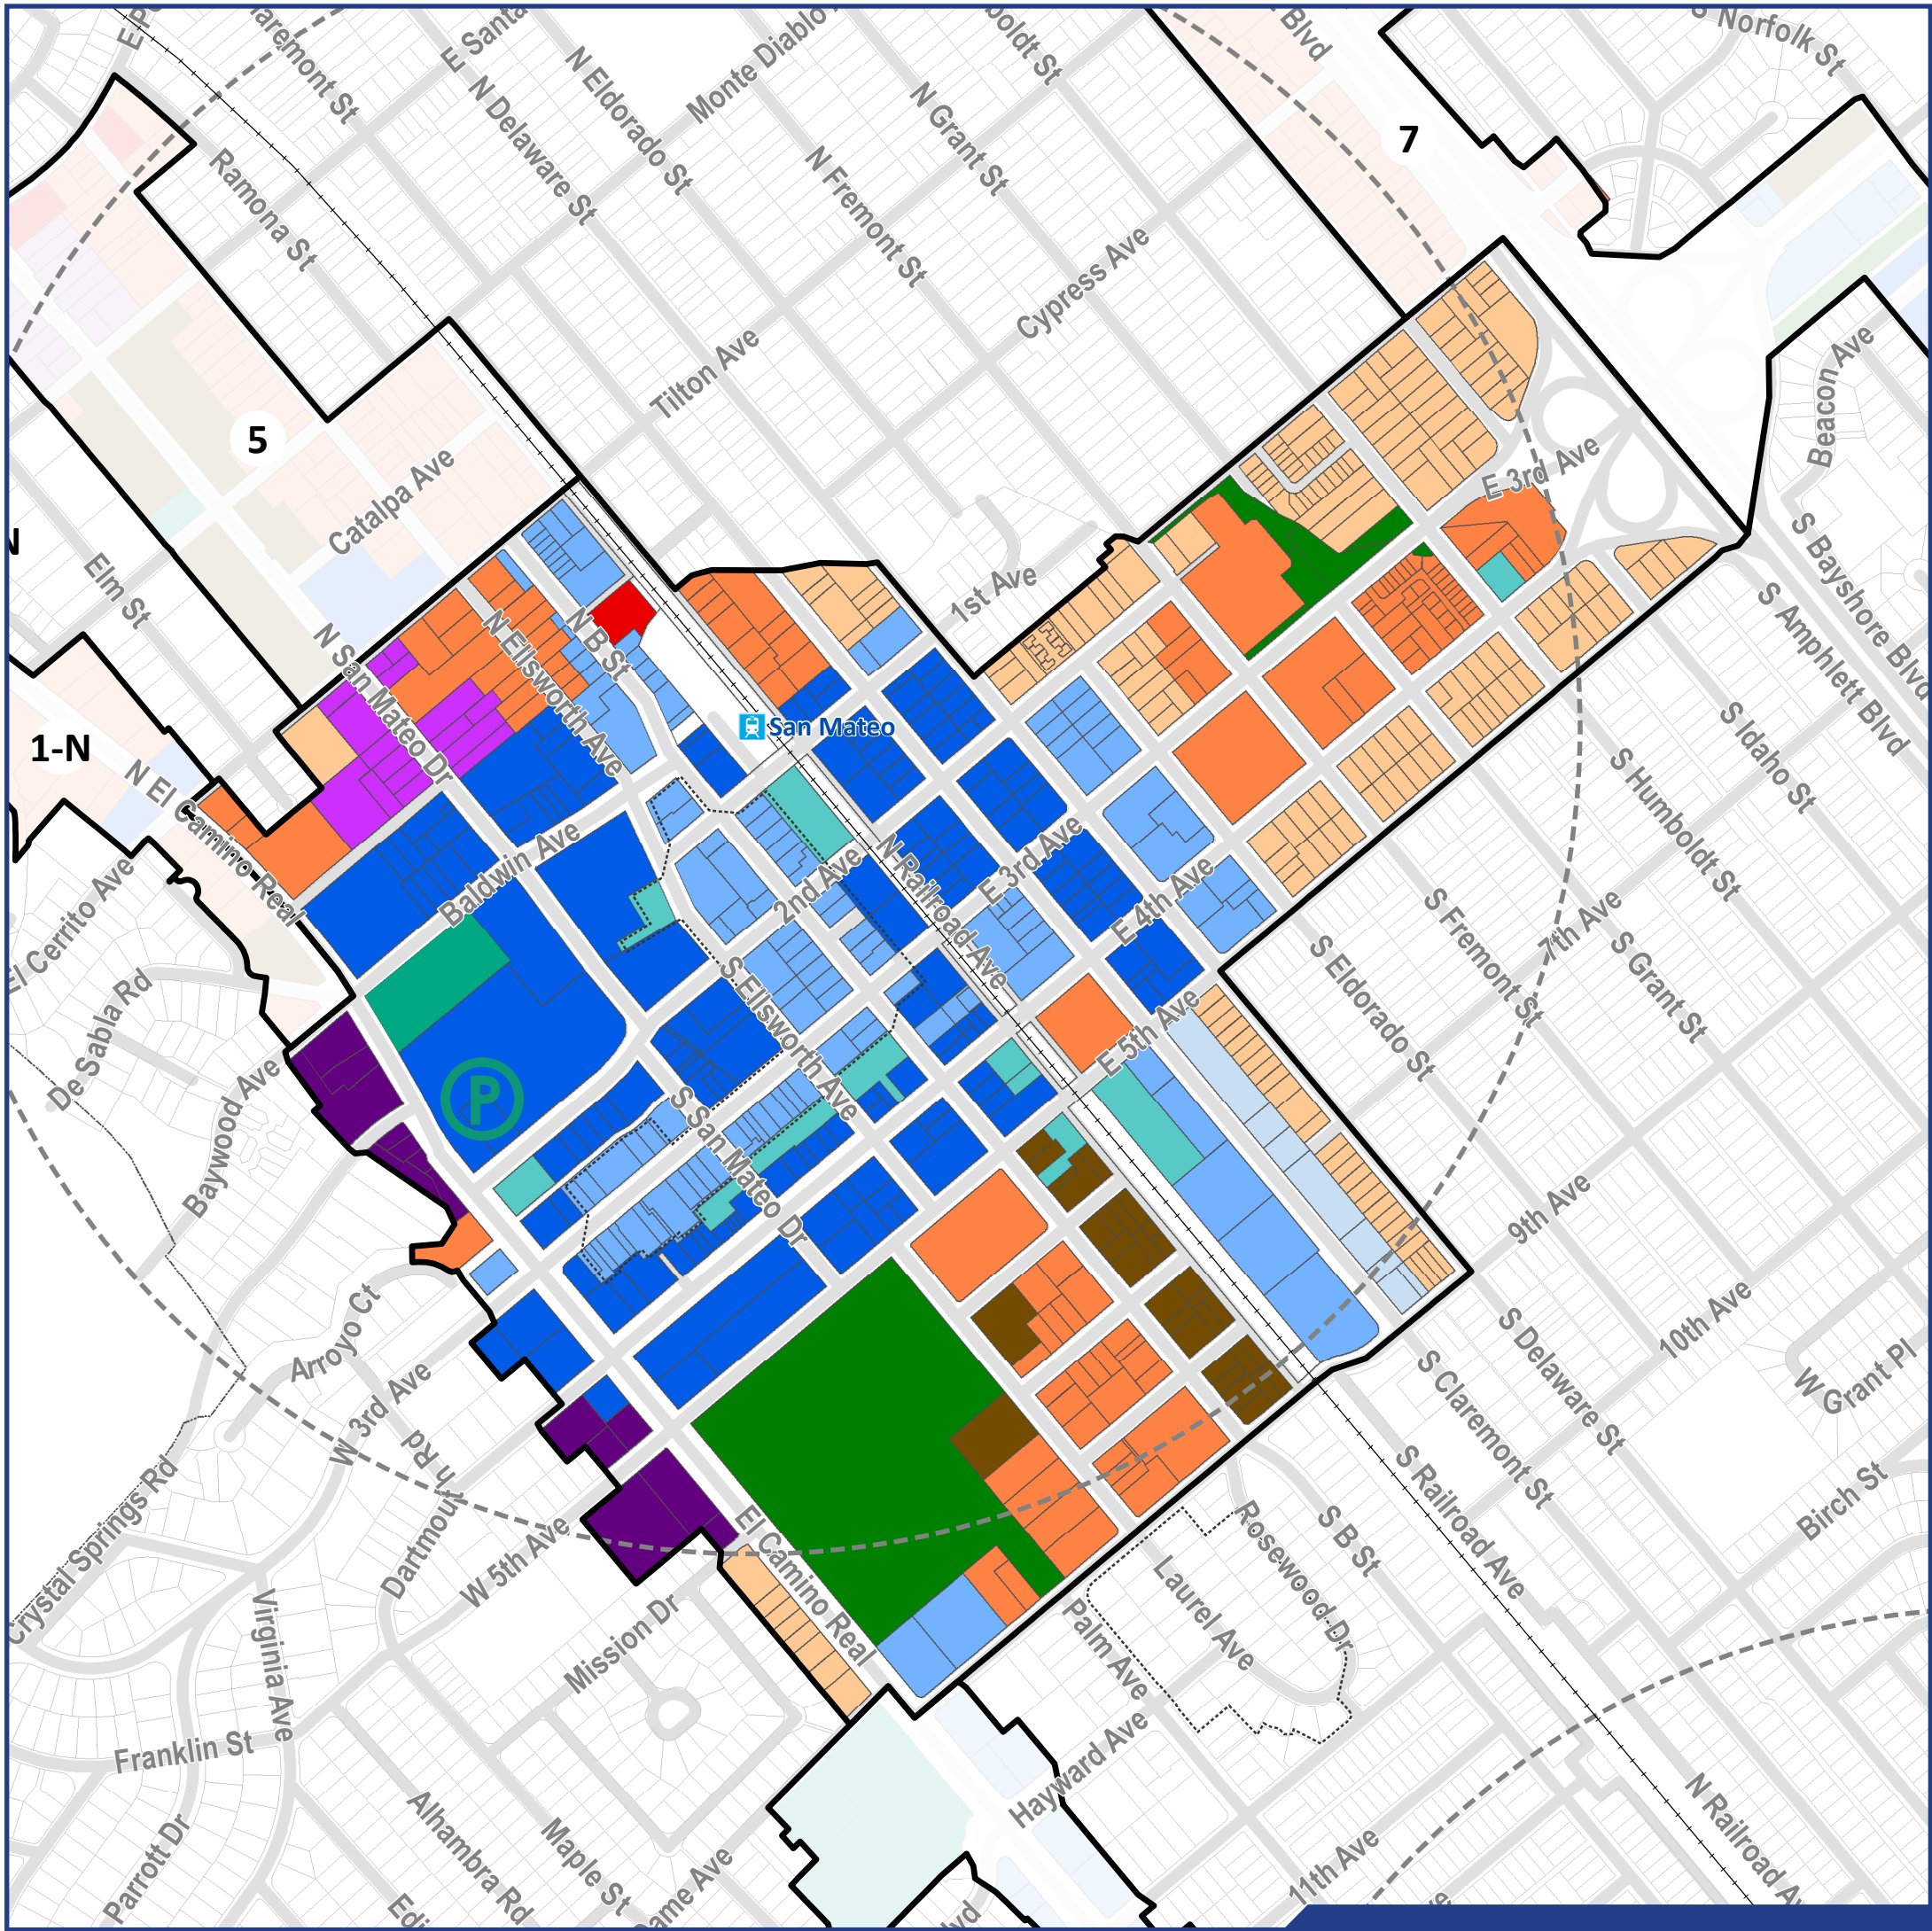 S Norfolk St
E Santa
Monte Diablo
N Eldorado St
N Delaware St
N Grant St
N Fremont St
Blvd
7
Ramona St
Cypress Ave
Tilton Ave
Beacon Ave
5
Catalpa Ave
E 3rd Ave
Elm St
1st Ave
N San Mateo Dr
N Ellsworth Ave
N B St
San Mateo
1-N
N El Camino Real
S Bayshore Blvd
S Amphlett Blvd
S Idaho St
S Humboldt St
El Cerrito Ave
Baldwin Ave
2nd Ave
N Railroad Ave
E 3rd Ave
E 4th Ave
E 5th Ave
7th Ave
S Fremont St
S Grant St
S Eldorado St
De Sabla Rd
Baywood Ave
P
S Ellsworth Ave
S San Mateo Dr
9th Ave
10th Ave
Arroyo Ct
W 3rd Ave
Crystal Springs Rd
Dartmouth Rd
W 5th Ave
El Camino Real
Mission Dr
S Delaware St
S Claremont St
S Railroad Ave
W Grant Pl
Birch St
S B St
Rosewood Dr
Laurel Ave
Palm Ave
Virginia Ave
Franklin St
Parrott Dr
Alhambra Rd
Maple St
Hayward Ave
11th Ave
N Railroad Av